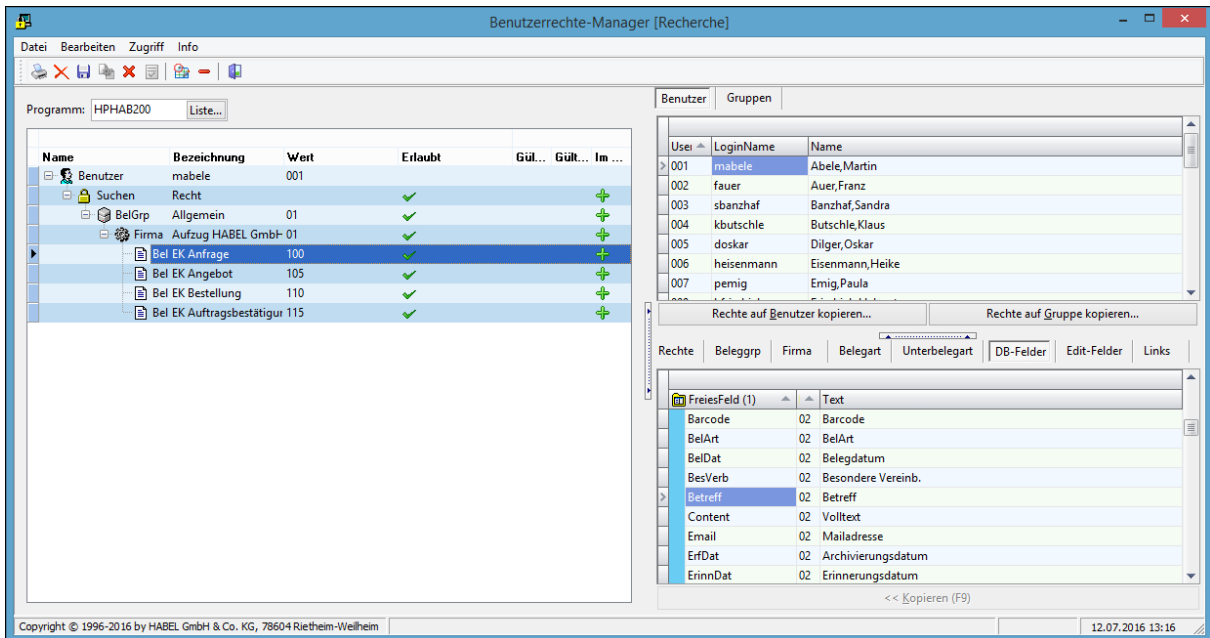 Benutzerrechte-Manager [Recherche]
Datei Bearbeiten Zugriff Info
Programm: HPHAB200 Liste...
Name Bezeichnung Wert Erlaubt Gül... Gült... Im ...
Benutzer mabele 001
Suchen Recht
BelGrp Allgemein 01
Firma Aufzug HABEL GmbH 01
Bel EK Anfrage 100
Bel EK Angebot 105
Bel EK Bestellung 110
Bel EK Auftragsbestätigur 115
Benutzer Gruppen
User LoginName Name
001 mabele Abele,Martin
002 fauer Auer,Franz
003 sbanzhaf Banzhaf,Sandra
004 kbutschle Butschle,Klaus
005 doskar Dilger,Oskar
006 heisenmann Eisenmann,Heike
007 pemig Emig,Paula
Rechte auf Benutzer kopieren... Rechte auf Gruppe kopieren...
Rechte Beleggrp Firma Belegart Unterbelegart DB-Felder Edit-Felder Links
FreiesFeld (1) Text
Barcode 02 Barcode
BelArt 02 BelArt
BelDat 02 Belegdatum
BesVerb 02 Besondere Vereinb.
Betreff 02 Betreff
Content 02 Volltext
Email 02 Mailadresse
ErfDat 02 Archivierungsdatum
ErinnDat 02 Erinnerungsdatum
<< Kopieren (F9)
Copyright © 1996-2016 by HABEL GmbH & Co. KG, 78604 Rietheim-Weilheim 12.07.2016 13:16